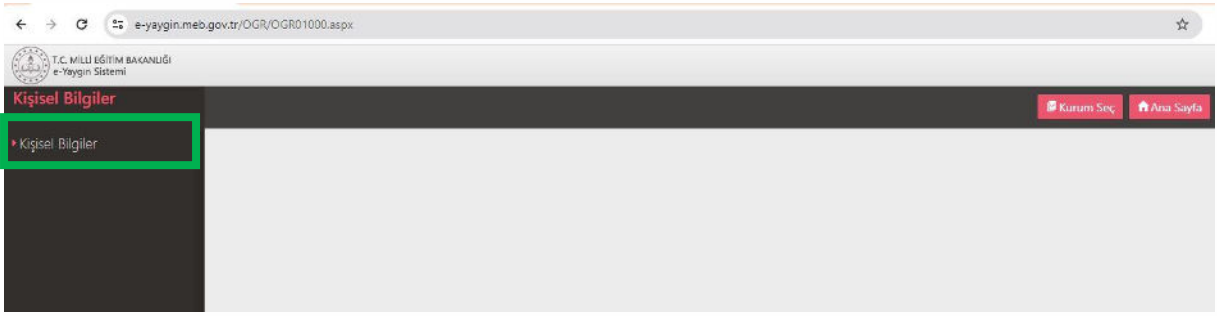 e-yaygin.meb.gov.tr/OGR/OGR01000.aspx
T.C. MİLLİ EĞİTİM BAKANLIĞI
e-Yaygın Sistemi
Kişisel Bilgiler
Kurum Seç
Ana Sayfa
Kişisel Bilgiler